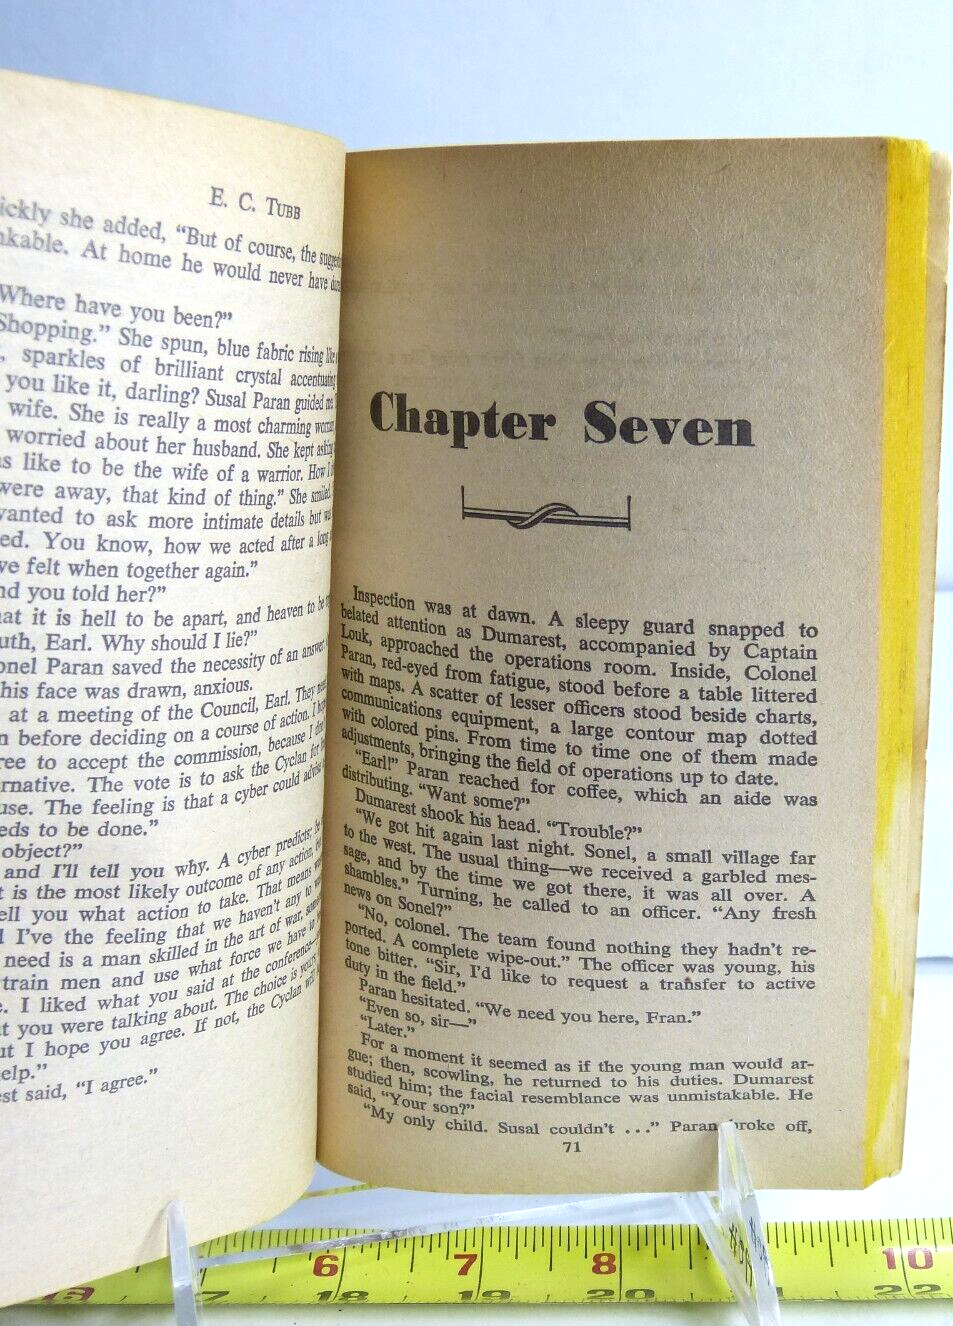 E. C. TUBB
ickly she added, "But of course, the
nkable. At home he would never have
Where have you been?"
Shopping." She spun, blue fabric rising like
, sparkles of brilliant crystal accentuating
you like it, darling? Susal Paran guided me.
wife. She is really a most charming woman
worried about her husband. She kept asking
as like to be the wife of a warrior. How I
were away, that kind of thing." She smiled.
wanted to ask more intimate details but
ed. You know, how we acted after a long
ve felt when together again."
nd you told her?"
hat it is hell to be apart, and heaven to be
uth, Earl. Why should I lie?"
onel Paran saved the necessity of an answer.
his face was drawn, anxious.
at a meeting of the Council, Earl. They
n before deciding on a course of action. I
ree to accept the commission, because I
rnative. The vote is to ask the Cyclan for
use. The feeling is that a cyber could
eds to be done."
object?"
and I'll tell you why. A cyber predicts;
t is the most likely outcome of any action,
ell you what action to take. That means
I've the feeling that we haven't any
need is a man skilled in the art of war,
train men and use what force we have
e. I liked what you said at the conference
t you were talking about. The choice is
ut I hope you agree. If not, the Cyclan
elp."
est said, "I agree."
Chapter Seven
Inspection was at dawn. A sleepy guard snapped to
belated attention as Dumarest, accompanied by Captain
Louk, approached the operations room. Inside, Colonel
Paran, red-eyed from fatigue, stood before a table littered
with maps. A scatter of lesser officers stood beside charts,
communications equipment, a large contour map dotted
with colored pins. From time to time one of them made
adjustments, bringing the field of operations up to date.
"Earl!" Paran reached for coffee, which an aide was
distributing. "Want some?"
Dumarest shook his head. "Trouble?"
"We got hit again last night. Sonel, a small village far
to the west. The usual thing—we received a garbled mes-
sage, and by the time we got there, it was all over. A
shambles." Turning, he called to an officer. "Any fresh
news on Sonel?"
"No, colonel. The team found nothing they hadn't re-
ported. A complete wipe-out." The officer was young, his
tone bitter. "Sir, I'd like to request a transfer to active
duty in the field."
Paran hesitated. "We need you here, Fran."
"Even so, sir—"
"Later."
For a moment it seemed as if the young man would ar-
gue; then, scowling, he returned to his duties. Dumarest
studied him; the facial resemblance was unmistakable. He
said, "Your son?"
"My only child. Susal couldn't ..." Paran broke off,
71
6 7 8 10
18 19 20 22